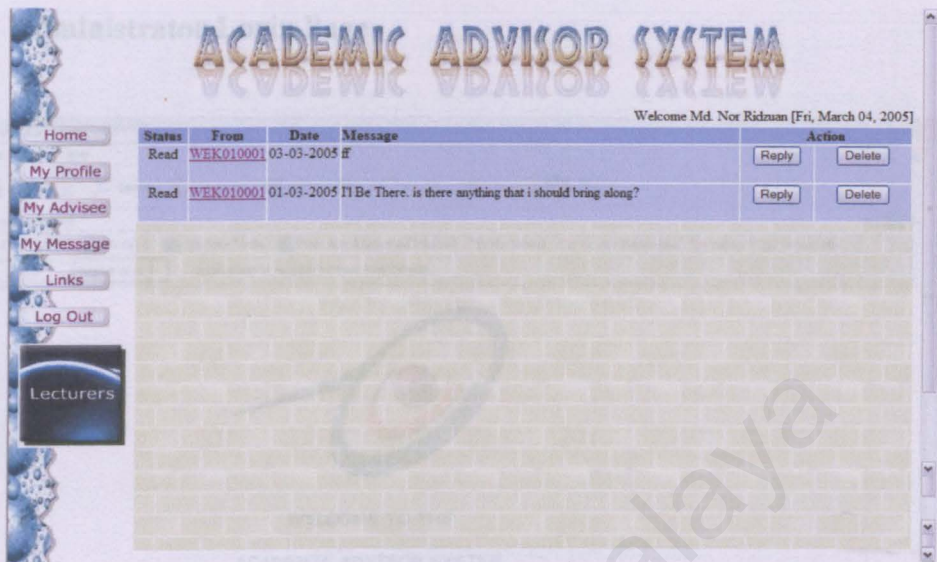 ACADEMIC ADVISOR SYSTEM
Welcome Md. Nor Ridzuan [Fri, March 04, 2005]
Home
My Profile
My Advisee
My Message
Links
Log Out
Lecturers
Status From Date Message Action
Read WEK010001 03-03-2005 ff Reply Delete
Read WEK010001 01-03-2005 I'l Be There. is there anything that i should bring along? Reply Delete
alaya